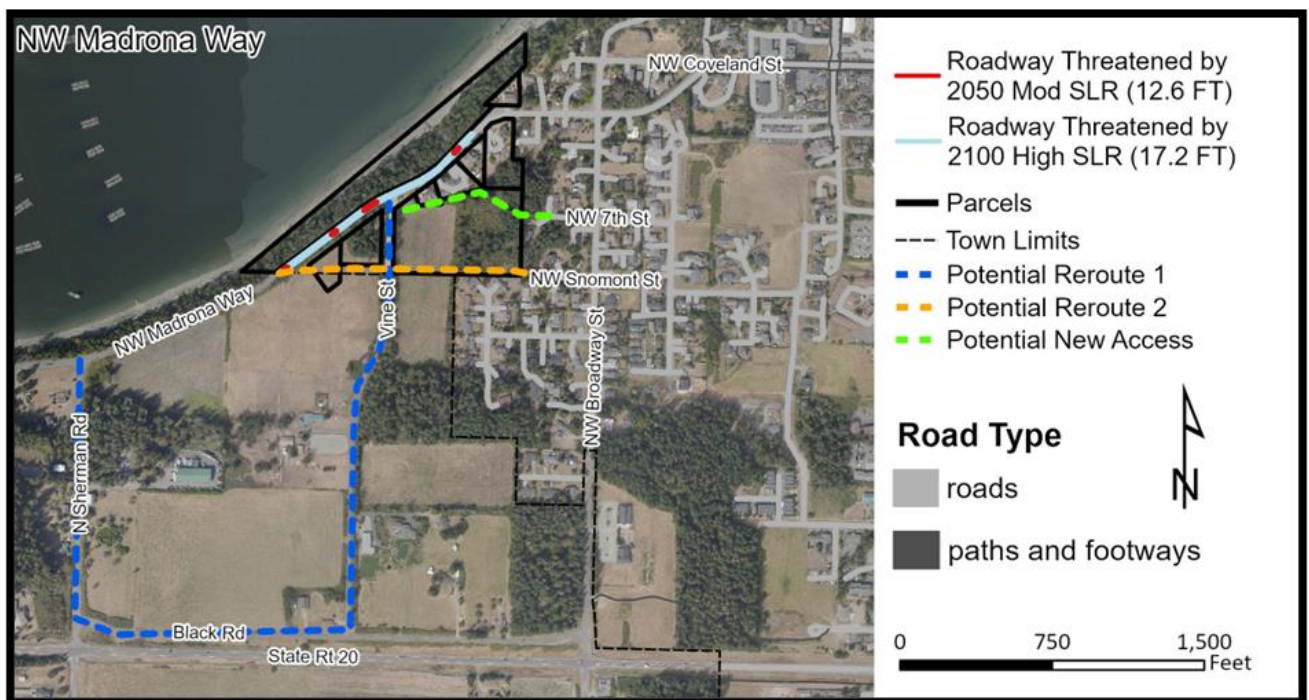 NW Madrona Way
NW Coveland St
NW 7th St
NW Snomont St
NW Madrona Way
Vine St
NW Broadway St
N Sherman Rd
Black Rd
State Rt 20
Roadway Threatened by
2050 Mod SLR (12.6 FT)
Roadway Threatened by
2100 High SLR (17.2 FT)
Parcels
Town Limits
Potential Reroute 1
Potential Reroute 2
Potential New Access
N
Road Type
roads
paths and footways
0 750 1,500
Feet